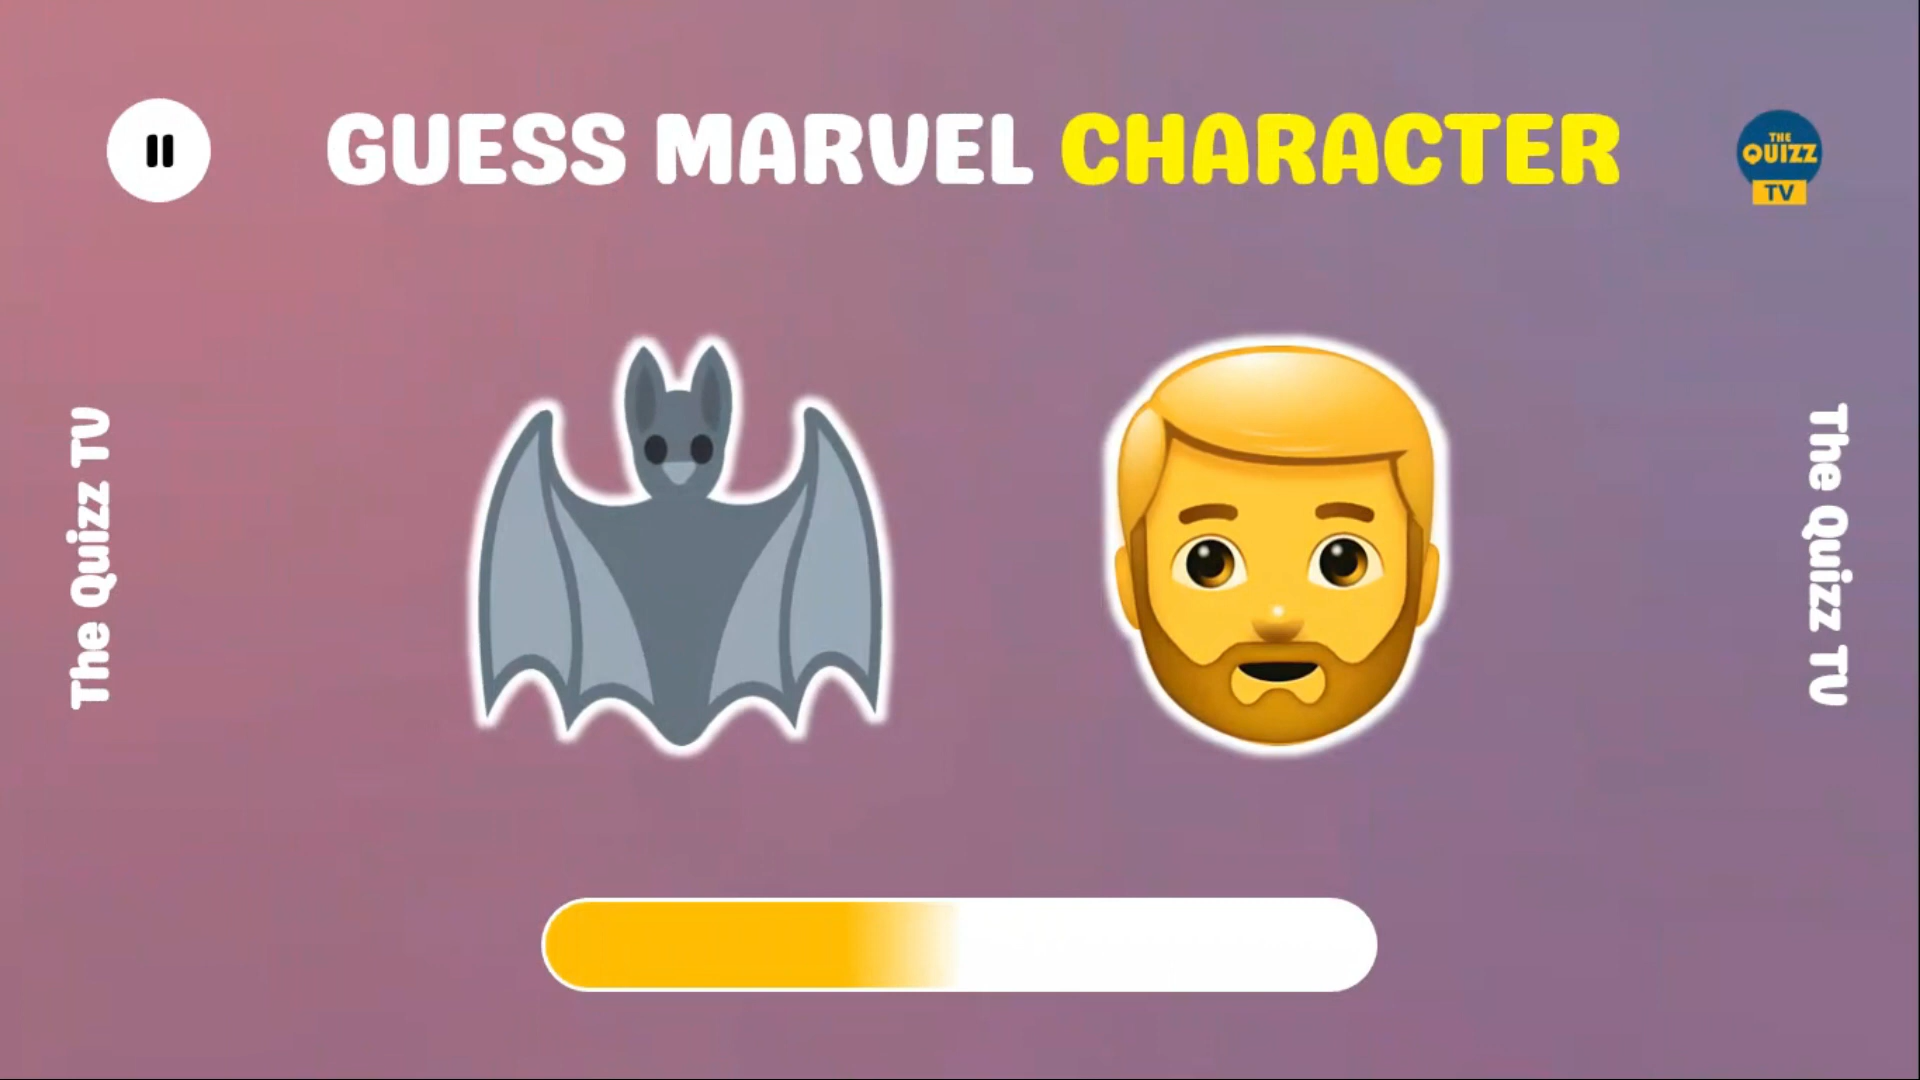 GUESS MARVEL CHARACTER
THE
QUIZZ
TV
The Quizz TV
The Quizz TV